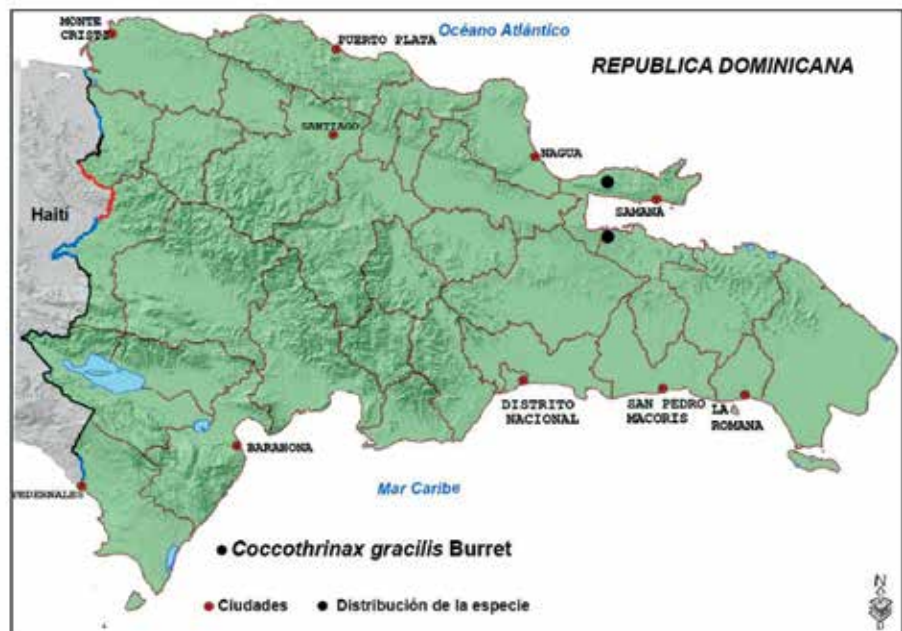 MONTE
CRISTI
PUERTO PLATA
Océano Atlántico
REPUBLICA DOMINICANA
SANTIAGO
NAGUA
SAMANÁ
Haití
DISTRITO
NACIONAL
SAN PEDRO
MACORIS
LA
ROMANA
BARAHONA
PEDERNALES
Mar Caribe
Coccothrinax gracilis Burret
Ciudades
Distribución de la especie
N